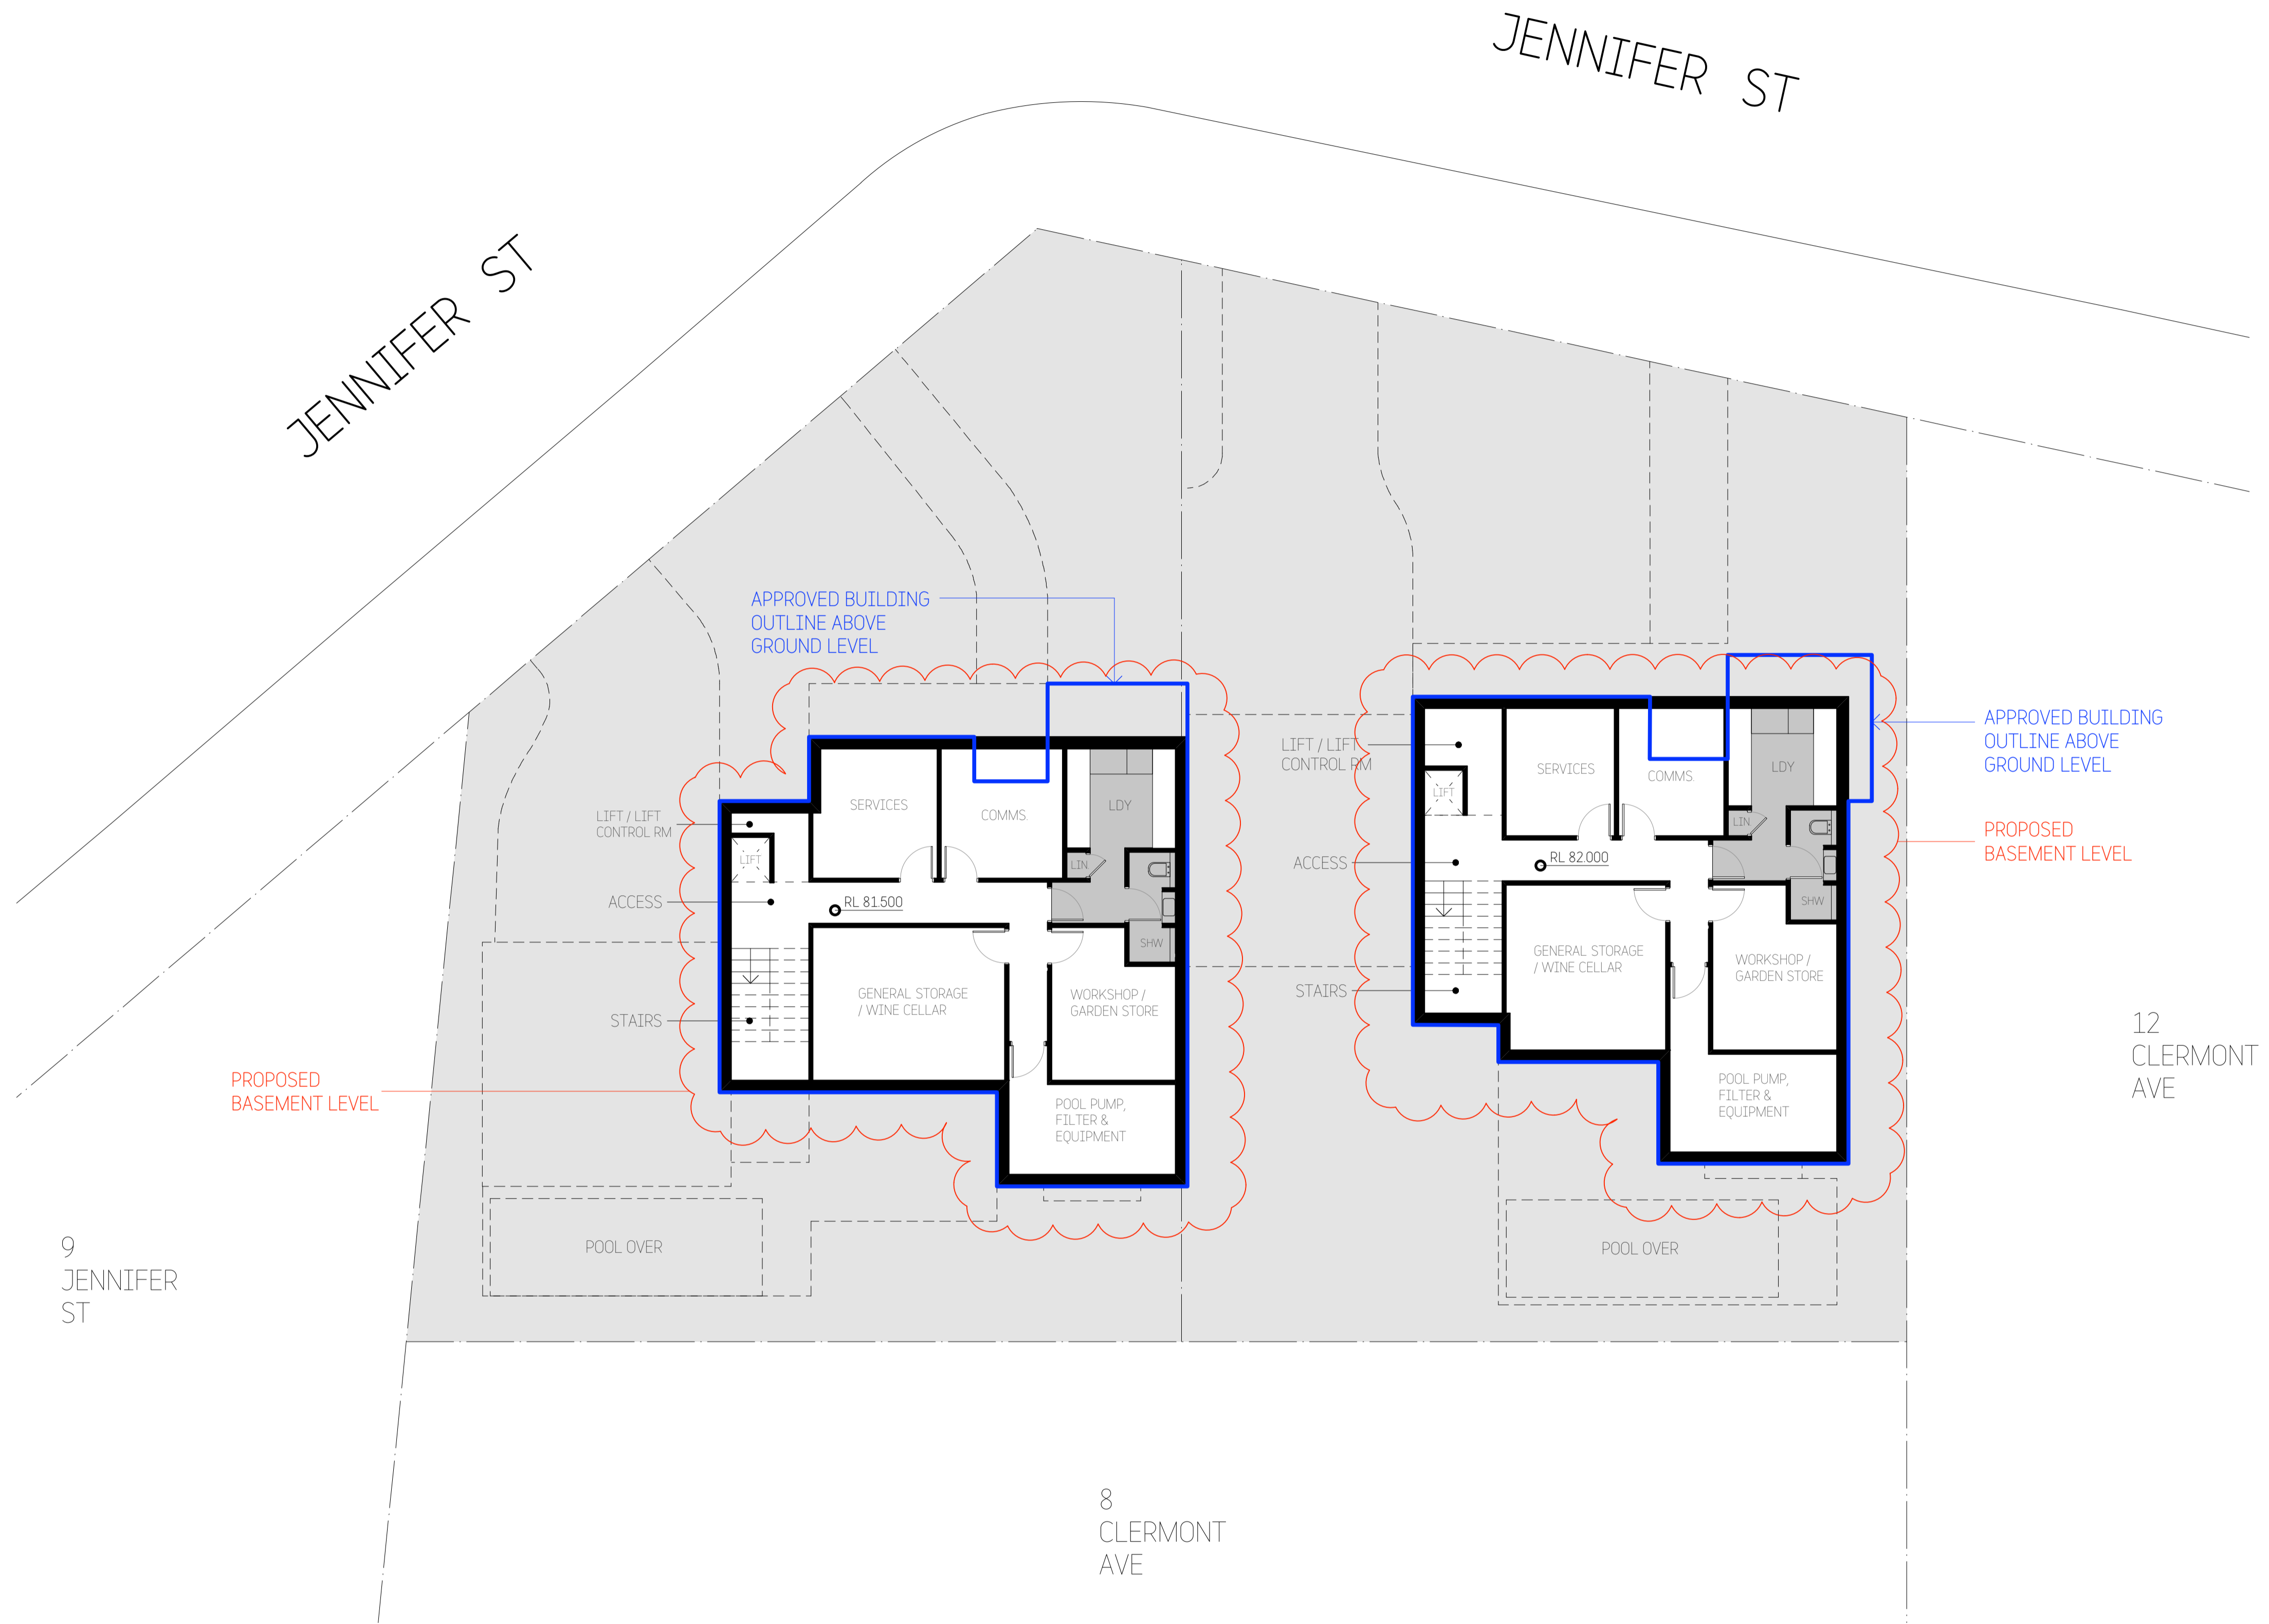 JENNIFER ST
JENNIFER ST
APPROVED BUILDING
OUTLINE ABOVE
GROUND LEVEL
LIFT / LIFT
CONTROL RM
LIFT
ACCESS
STAIRS
SERVICES
COMMS.
LDY
LIN.
RL 81.500
SHW
GENERAL STORAGE
/ WINE CELLAR
WORKSHOP /
GARDEN STORE
POOL PUMP,
FILTER &
EQUIPMENT
PROPOSED
BASEMENT LEVEL
POOL OVER
LIFT / LIFT
CONTROL RM
LIFT
ACCESS
STAIRS
SERVICES
COMMS.
LDY
LIN.
RL 82.000
SHW
GENERAL STORAGE
/ WINE CELLAR
WORKSHOP /
GARDEN STORE
POOL PUMP,
FILTER &
EQUIPMENT
POOL OVER
APPROVED BUILDING
OUTLINE ABOVE
GROUND LEVEL
PROPOSED
BASEMENT LEVEL
12
CLERMONT
AVE
9
JENNIFER
ST
8
CLERMONT
AVE